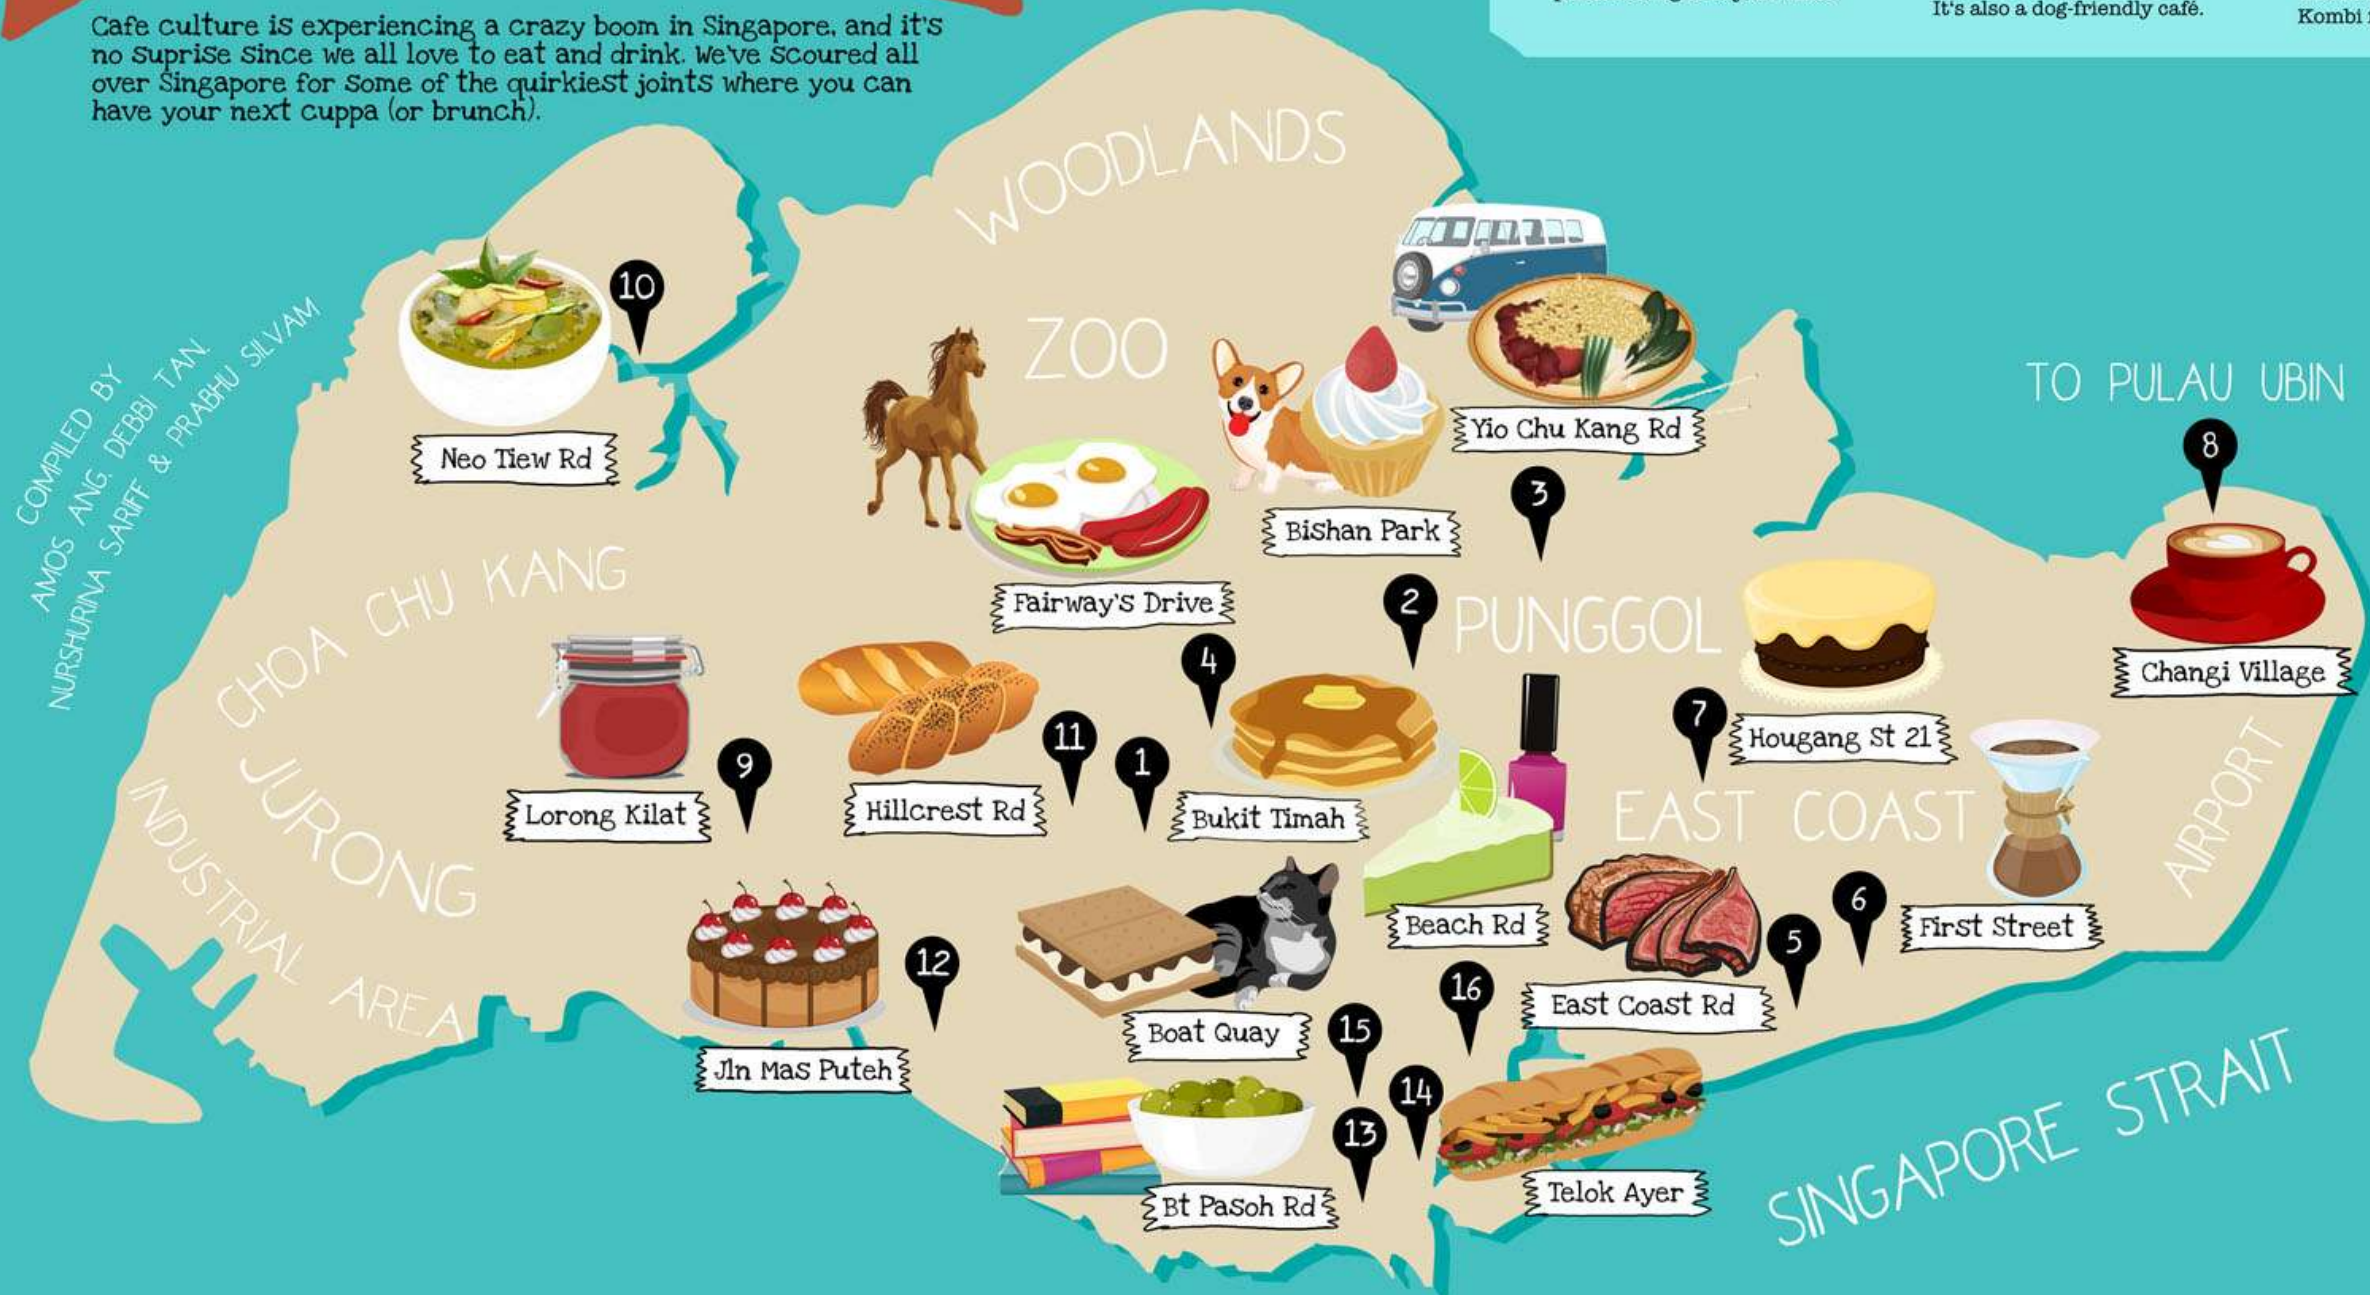 Cafe culture is experiencing a crazy boom in Singapore, and it's
no suprise since we all love to eat and drink. We've scoured all
over Singapore for some of the quirkiest joints where you can
have your next cuppa (or brunch).
It's also a dog-friendly café.
Kombi
WOODLANDS
10
ZOO
Neo Tiew Rd
COMPILED BY
AMOS ANG, DEBBI TAN,
NURSHURINA SARIFF & PRABHU SILVAM
Yio Chu Kang Rd
TO PULAU UBIN
8
3
Bishan Park
Fairway's Drive
2
PUNGGOL
4
Changi Village
CHOA CHU KANG
7
Hougang St 21
11
1
9
Lorong Kilat
Hillcrest Rd
Bukit Timah
EAST COAST
AIRPORT
JURONG
INDUSTRIAL AREA
Beach Rd
6
First Street
5
12
16
East Coast Rd
Boat Quay
15
Jln Mas Puteh
14
13
Bt Pasoh Rd
Telok Ayer
SINGAPORE STRAIT